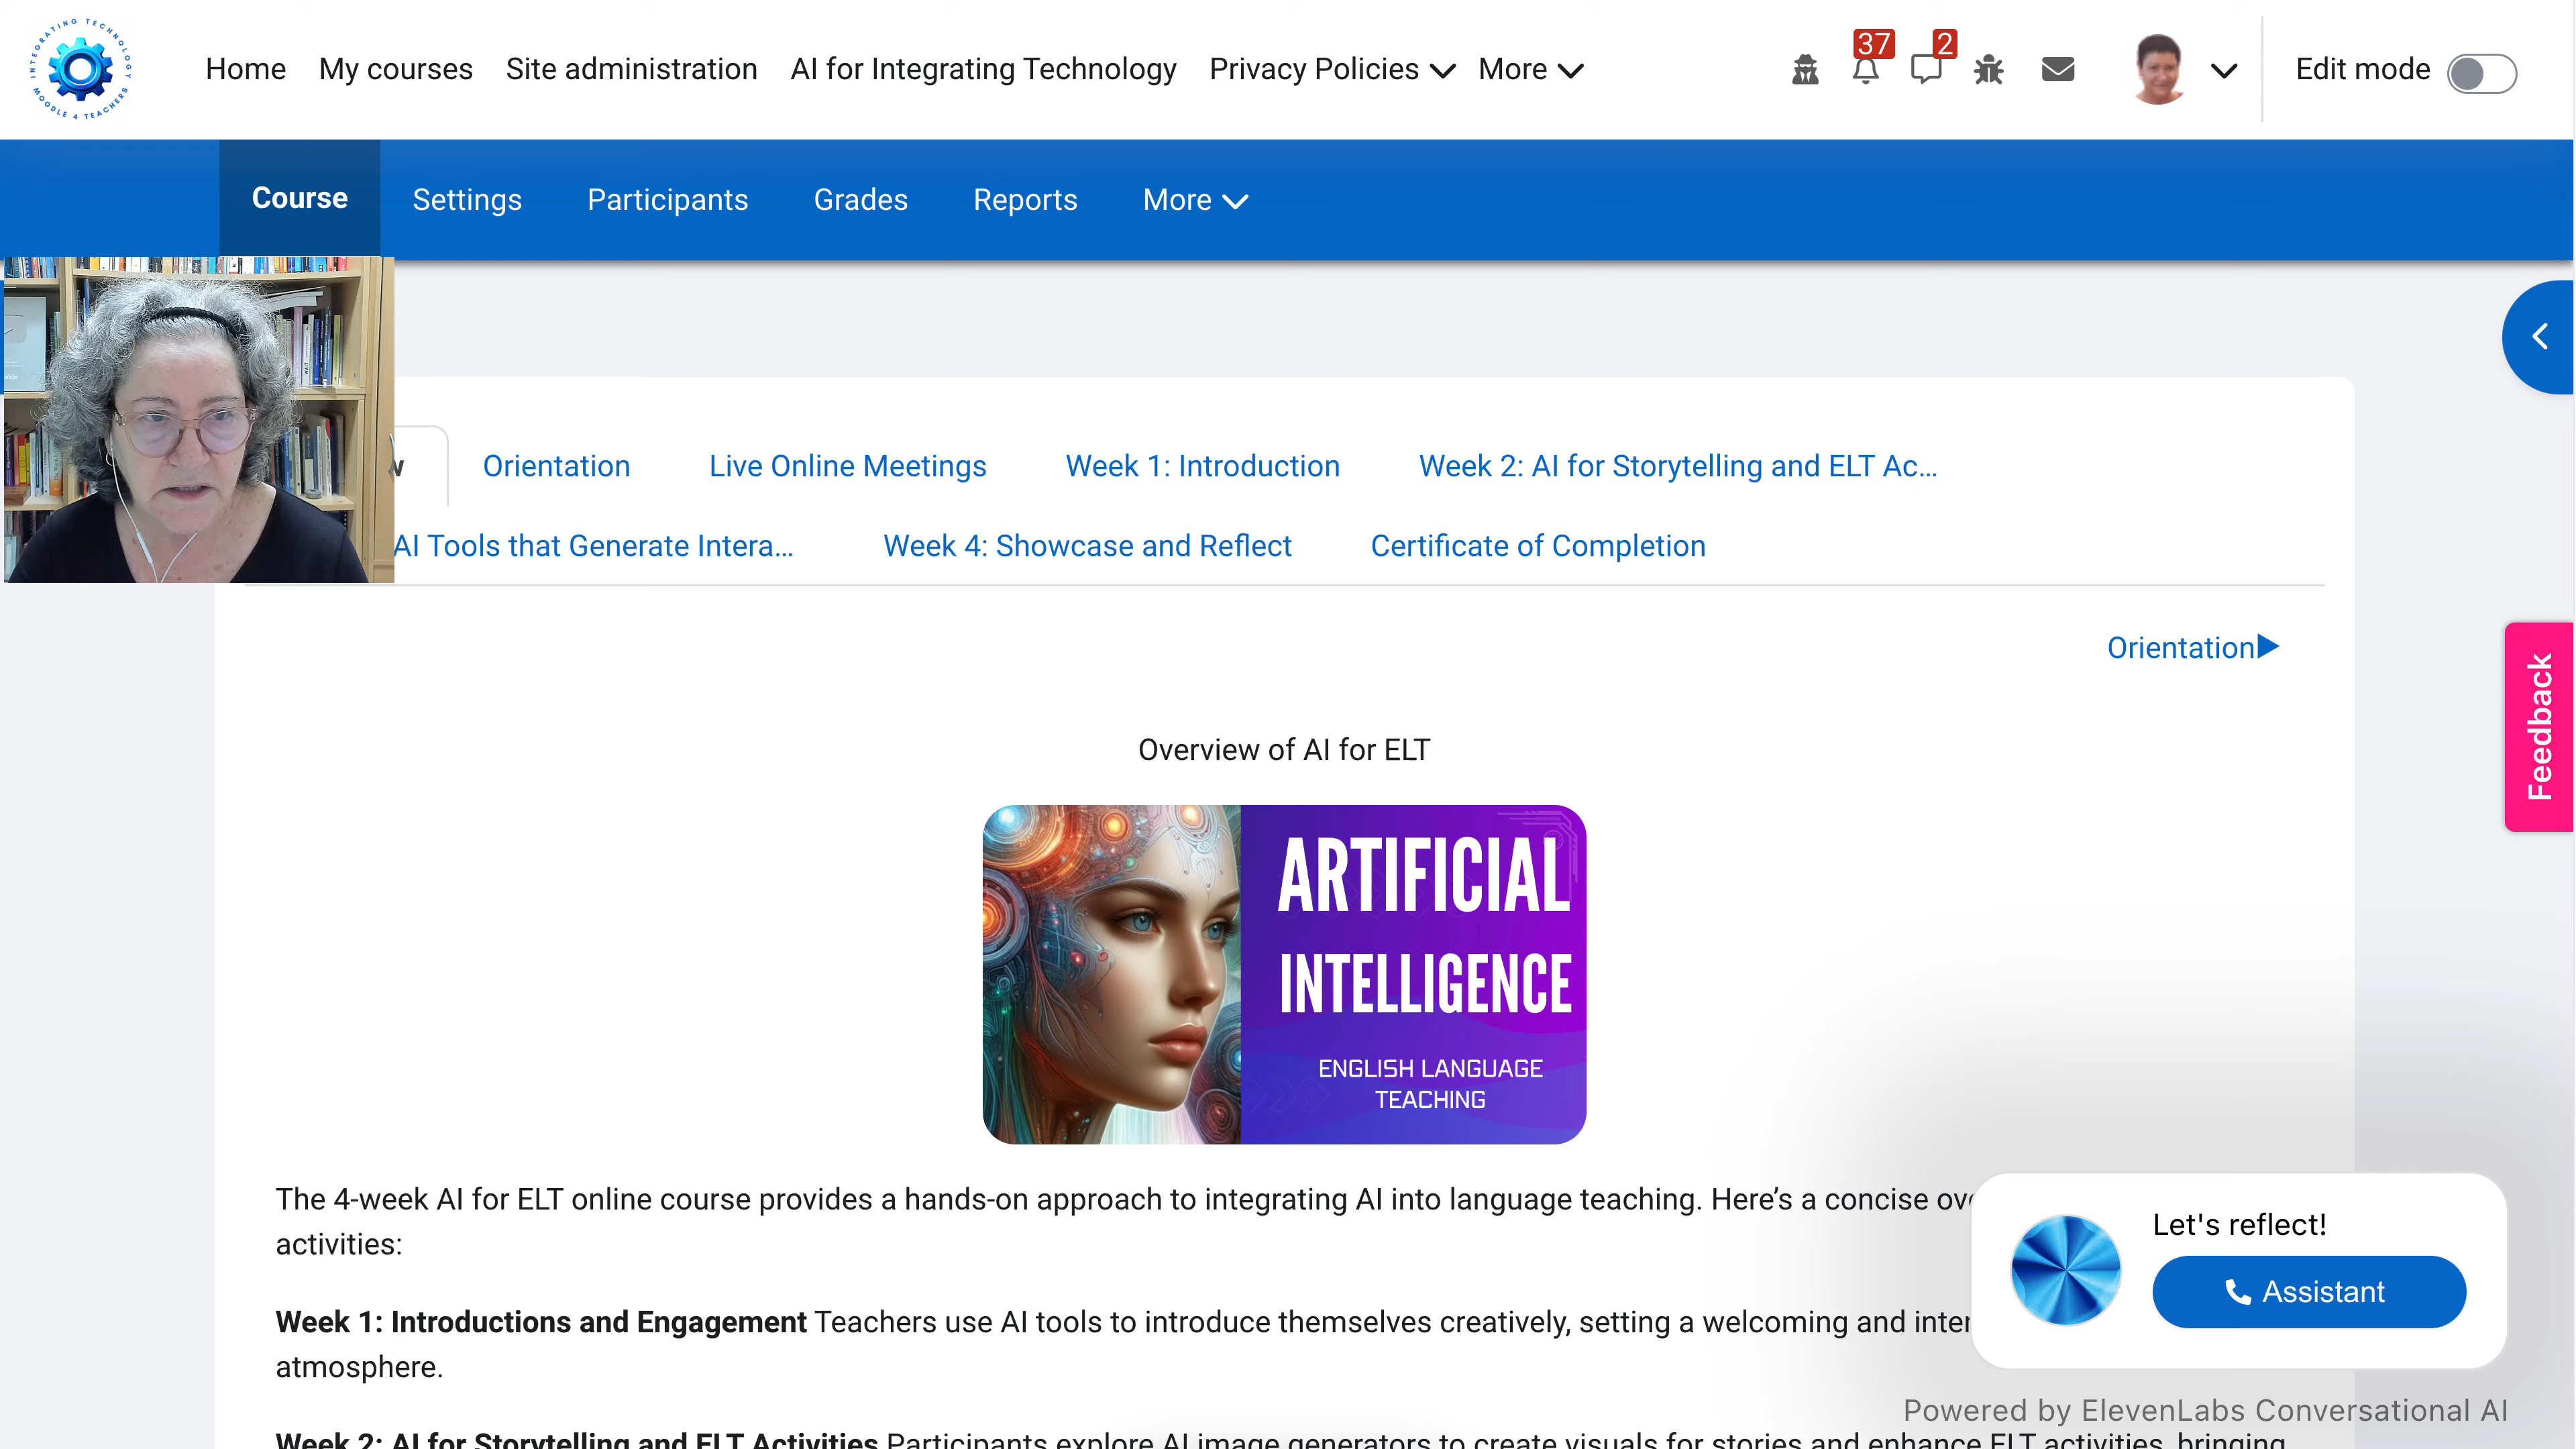 INTEGRATING TECHNOLOGY
MOODLE 4 TEACHERS
Home My courses Site administration AI for Integrating Technology Privacy Policies More 37 2 Edit mode
Course Settings Participants Grades Reports More
Orientation Live Online Meetings Week 1: Introduction Week 2: AI for Storytelling and ELT Ac...
AI Tools that Generate Intera... Week 4: Showcase and Reflect Certificate of Completion
Orientation
Feedback
Overview of AI for ELT
ARTIFICIAL
INTELLIGENCE
ENGLISH LANGUAGE
TEACHING
The 4-week AI for ELT online course provides a hands-on approach to integrating AI into language teaching. Here's a concise
activities:
Let's reflect!
Assistant
Week 1: Introductions and Engagement Teachers use AI tools to introduce themselves creatively, setting a welcoming and
atmosphere.
Powered by ElevenLabs Conversational AI
Week 2: AI for Storytelling and ELT Activities Participants explore AI image generators to create visuals for stories and enhance ELT activities, bringing